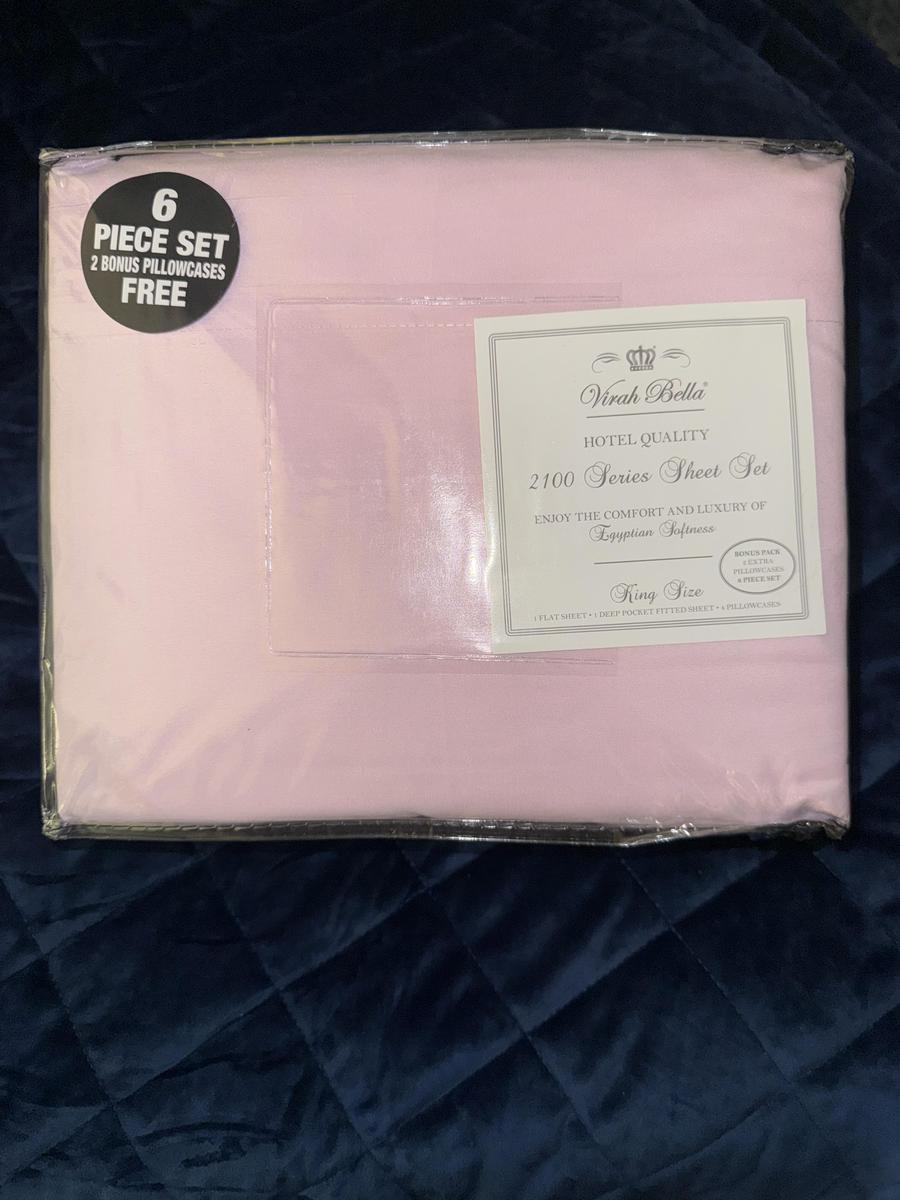 6
PIECE SET
2 BONUS PILLOWCASES
FREE
Virah Bella®
HOTEL QUALITY
2100 Series Sheet Set
ENJOY THE COMFORT AND LUXURY OF
Egyptian Softness
BONUS PACK
2 EXTRA
PILLOWCASES
6 PIECE SET
King Size
1 FLAT SHEET • 1 DEEP POCKET FITTED SHEET • 4 PILLOWCASES